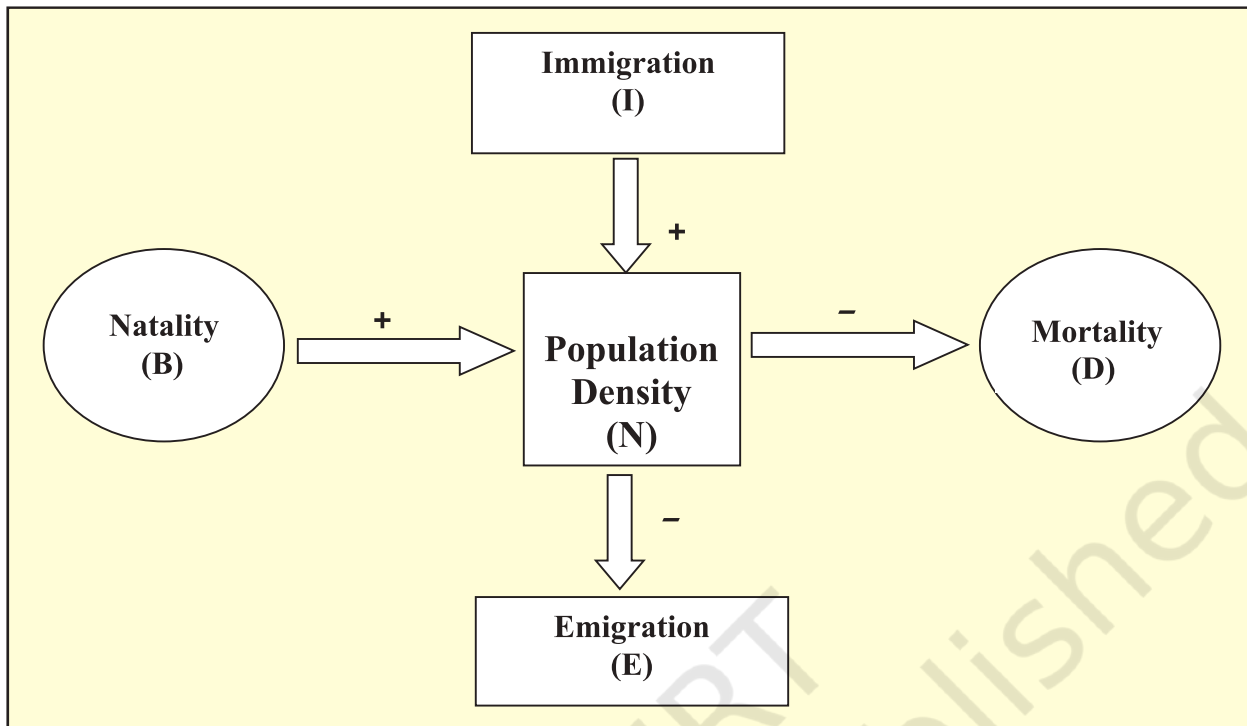 Immigration
(I)
+
Natality
(B)
+
Population
Density
(N)
–
Mortality
(D)
–
Emigration
(E)